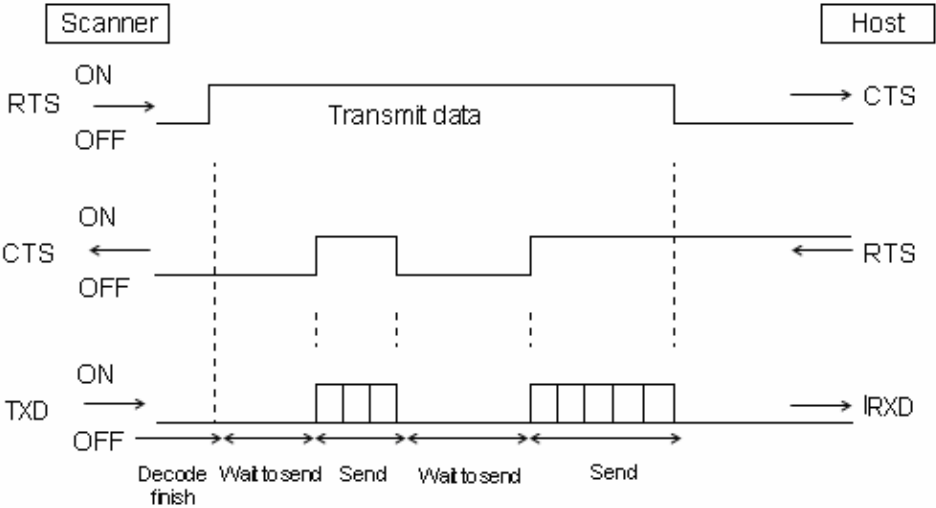 Scanner
Host
ON
RTS
CTS
Transmit data
OFF
ON
CTS
RTS
OFF
ON
TXD
RXD
OFF
Decode finish
Wait to send
Send
Wait to send
Send